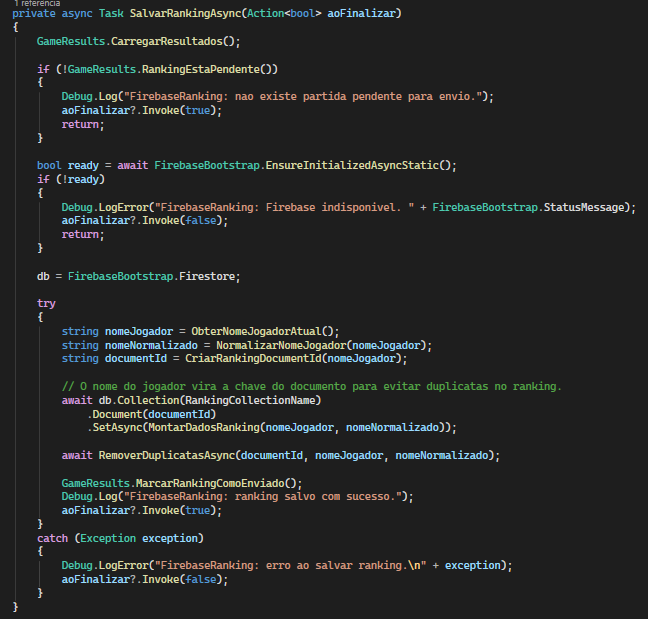 1 referência
private async Task SalvarRankingAsync(Action<bool> aoFinalizar)
{
    GameResults.CarregarResultados();

    if (!GameResults.RankingEstaPendente())
    {
        Debug.Log("FirebaseRanking: nao existe partida pendente para envio.");
        aoFinalizar?.Invoke(true);
        return;
    }

    bool ready = await FirebaseBootstrap.EnsureInitializedAsyncStatic();
    if (!ready)
    {
        Debug.LogError("FirebaseRanking: Firebase indisponivel. " + FirebaseBootstrap.StatusMessage);
        aoFinalizar?.Invoke(false);
        return;
    }

    db = FirebaseBootstrap.Firestore;

    try
    {
        string nomeJogador = ObterNomeJogadorAtual();
        string nomeNormalizado = NormalizarNomeJogador(nomeJogador);
        string documentId = CriarRankingDocumentId(nomeJogador);

        // O nome do jogador vira a chave do documento para evitar duplicatas no ranking.
        await db.Collection(RankingCollectionName)
            .Document(documentId)
            .SetAsync(MontarDadosRanking(nomeJogador, nomeNormalizado));

        await RemoverDuplicatasAsync(documentId, nomeJogador, nomeNormalizado);

        GameResults.MarcarRankingComoEnviado();
        Debug.Log("FirebaseRanking: ranking salvo com sucesso.");
        aoFinalizar?.Invoke(true);
    }
    catch (Exception exception)
    {
        Debug.LogError("FirebaseRanking: erro ao salvar ranking.\n" + exception);
        aoFinalizar?.Invoke(false);
    }
}